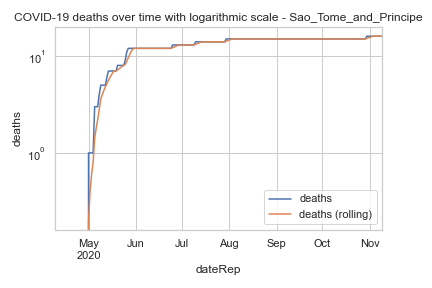 COVID-19 deaths over time with logarithmic scale - Sao_Tome_and_Principe
10¹
10⁰
deaths
deaths
deaths (rolling)
May Jun Jul Aug Sep Oct Nov
2020
dateRep